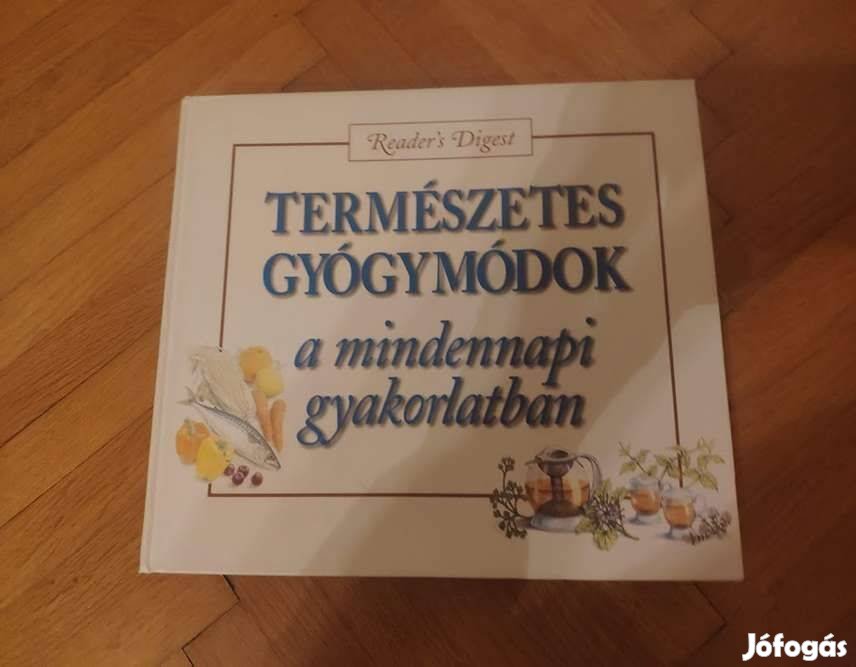 Reader's Digest
TERMÉSZETES
GYÓGYMÓDOK
a mindennapi
gyakorlatban
Jófogás